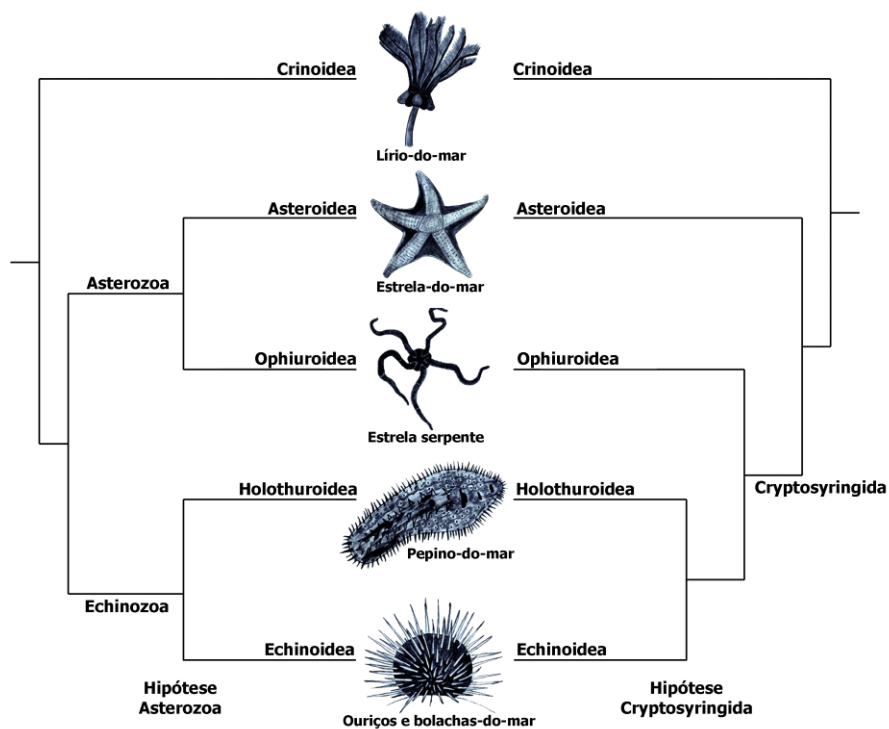 Crinoidea
Crinoidea
Lírio-do-mar
Asteroidea
Asteroidea
Asterozoa
Estrela-do-mar
Ophiuroidea
Ophiuroidea
Estrela serpente
Holothuroidea
Holothuroidea
Cryptosyringida
Pepino-do-mar
Echinozoa
Echinoidea
Echinoidea
Hipótese
Asterozoa
Hipótese
Cryptosyringida
Ouriços e bolachas-do-mar